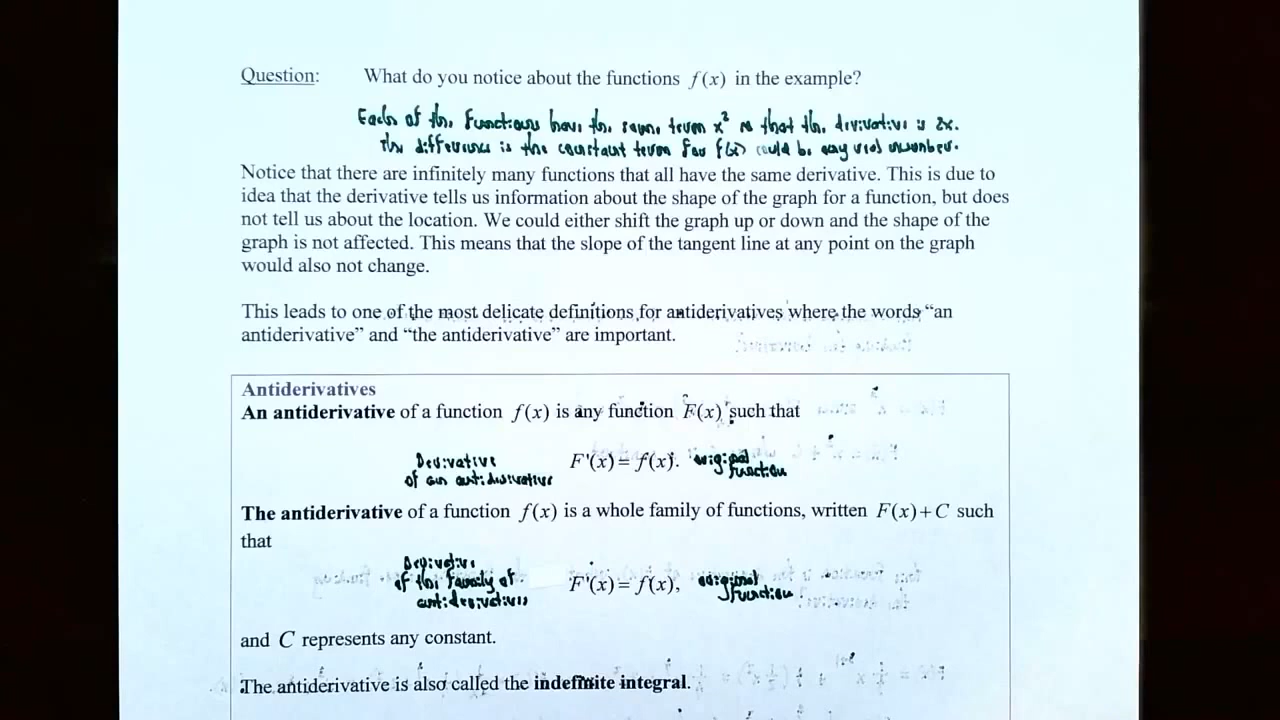 Question: What do you notice about the functions f(x) in the example?
Each of the functions have the same term x² so that the derivative is 2x.
The difference is the constant term for f(x) could be any real number.
Notice that there are infinitely many functions that all have the same derivative. This is due to
idea that the derivative tells us information about the shape of the graph for a function, but does
not tell us about the location. We could either shift the graph up or down and the shape of the
graph is not affected. This means that the slope of the tangent line at any point on the graph
would also not change.
This leads to one of the most delicate definitions for antiderivatives where the words “an
antiderivative” and “the antiderivative” are important.
Antiderivatives
An antiderivative of a function f(x) is any function F(x) such that
Derivative
of an antiderivative
F'(x) = f(x).
original
function
The antiderivative of a function f(x) is a whole family of functions, written F(x)+C such
that
Derivative
of this family of
antiderivatives
F'(x) = f(x),
original
function
and C represents any constant.
The antiderivative is also called the indefinite integral.